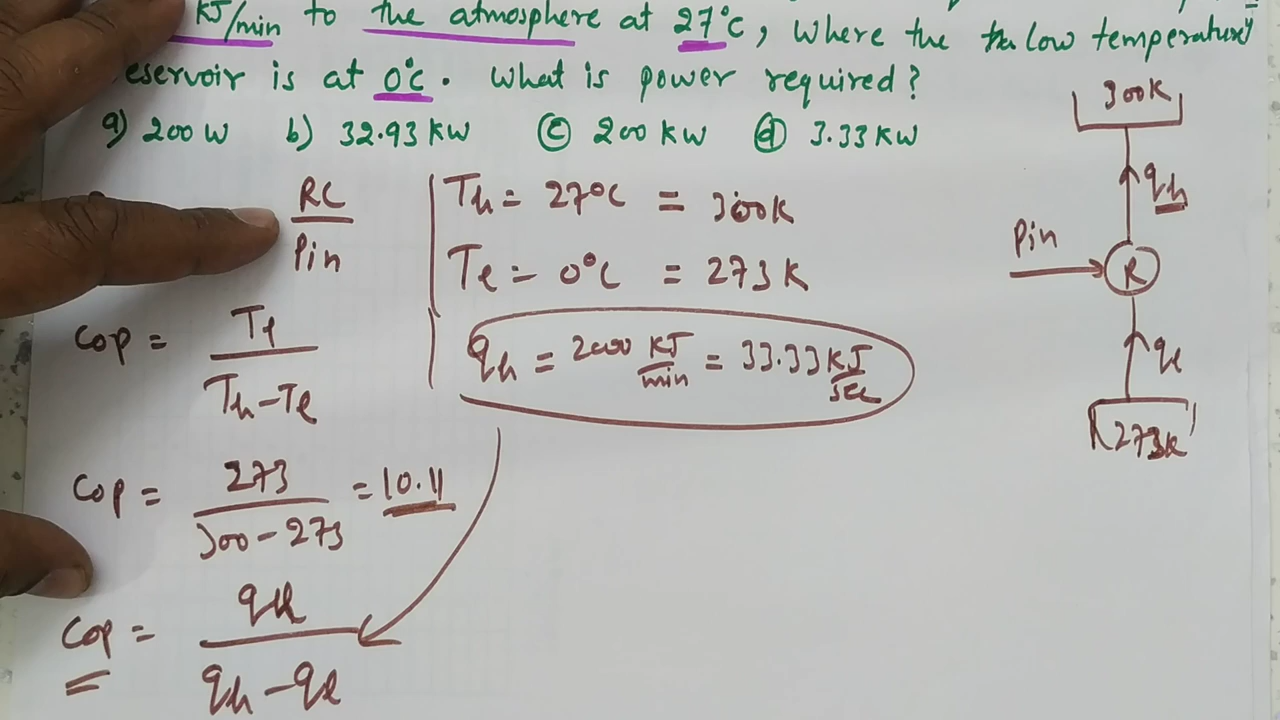 KJ/min to the atmosphere at 27°C, Where the low temperature
eservoir is at 0°C. What is power required?
a) 200 W b) 32.93 KW c) 200 KW d) 3.33 KW
RC
Pin
Th = 27°C = 300K
Tl = 0°C = 273 K
qh = 2000 KJ/min = 33.33 KJ/sec
Cop = Tl
Th-Tl
Cop = 273 = 10.11
300-273
Cop =
qh-ql
300K
qh
Pin
R
ql
273K